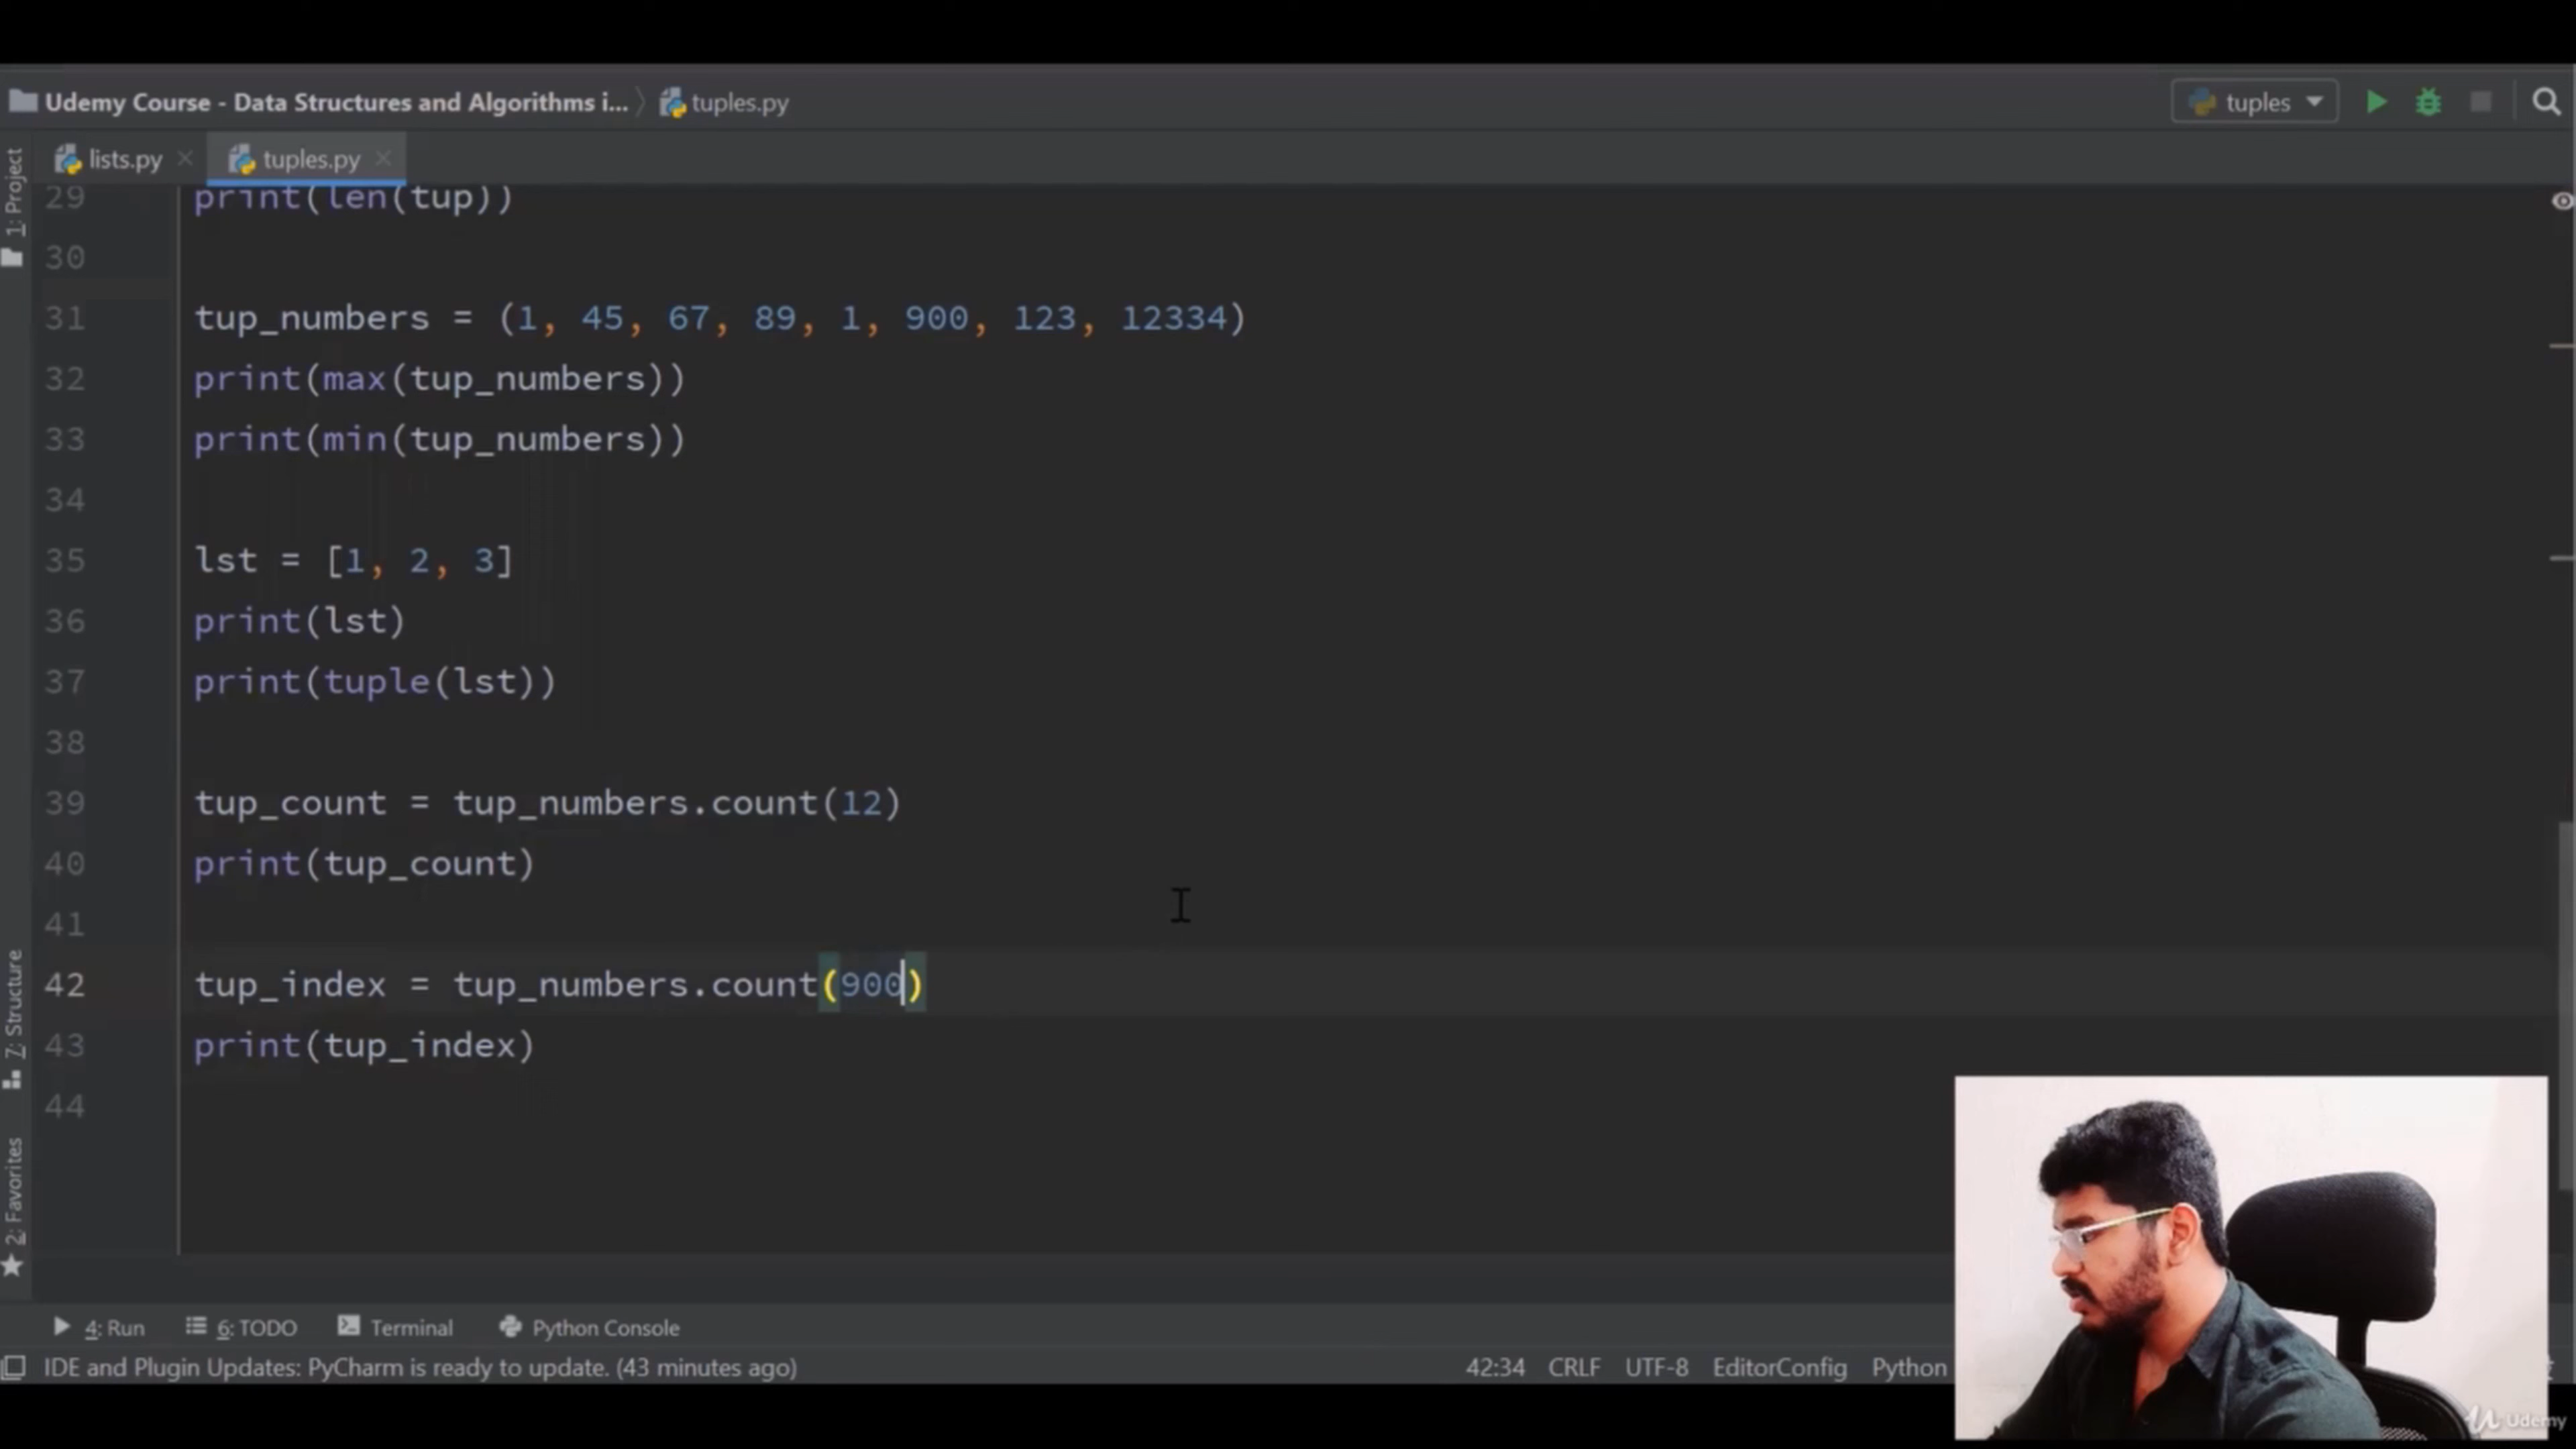 Udemy Course - Data Structures and Algorithms i... tuples.py
tuples
lists.py
tuples.py
1: Project
7: Structure
2: Favorites
29 print(len(tup))
30
31 tup_numbers = (1, 45, 67, 89, 1, 900, 123, 12334)
32 print(max(tup_numbers))
33 print(min(tup_numbers))
34
35 lst = [1, 2, 3]
36 print(lst)
37 print(tuple(lst))
38
39 tup_count = tup_numbers.count(12)
40 print(tup_count)
41
42 tup_index = tup_numbers.count(900)
43 print(tup_index)
44
4: Run 6: TODO Terminal Python Console
IDE and Plugin Updates: PyCharm is ready to update. (43 minutes ago) 42:34 CRLF UTF-8 EditorConfig Python
Udemy